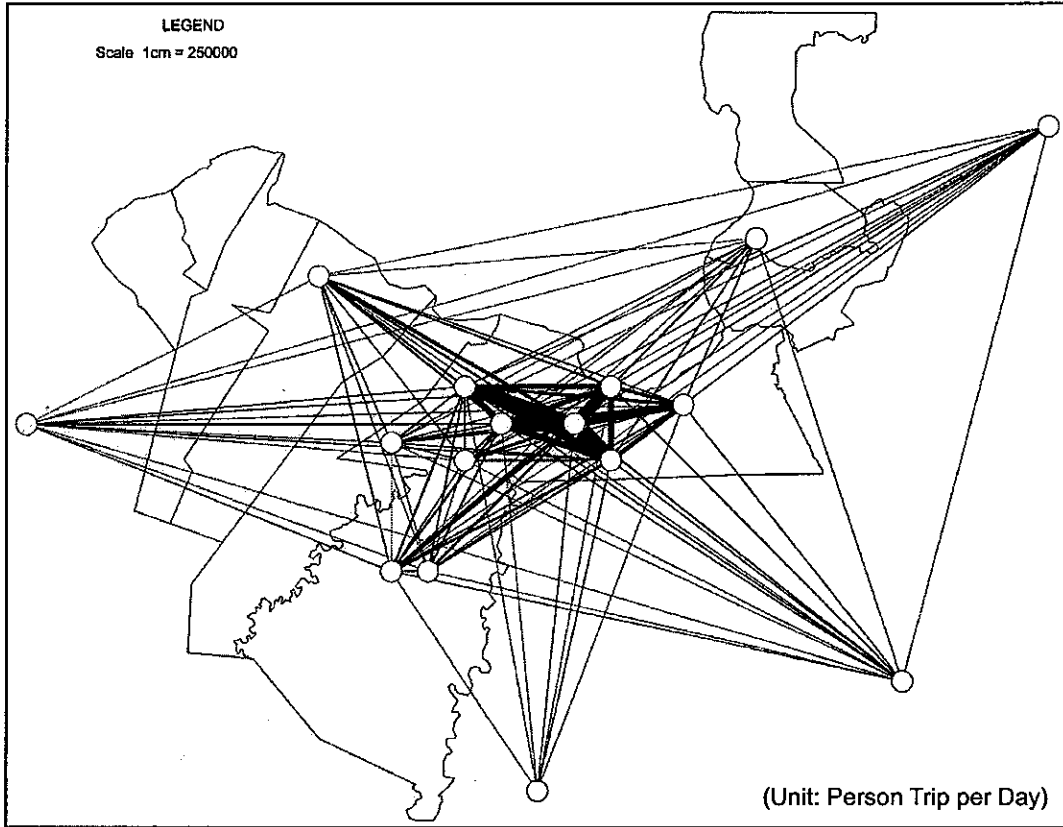 LEGEND
Scale 1cm = 250000
(Unit: Person Trip per Day)